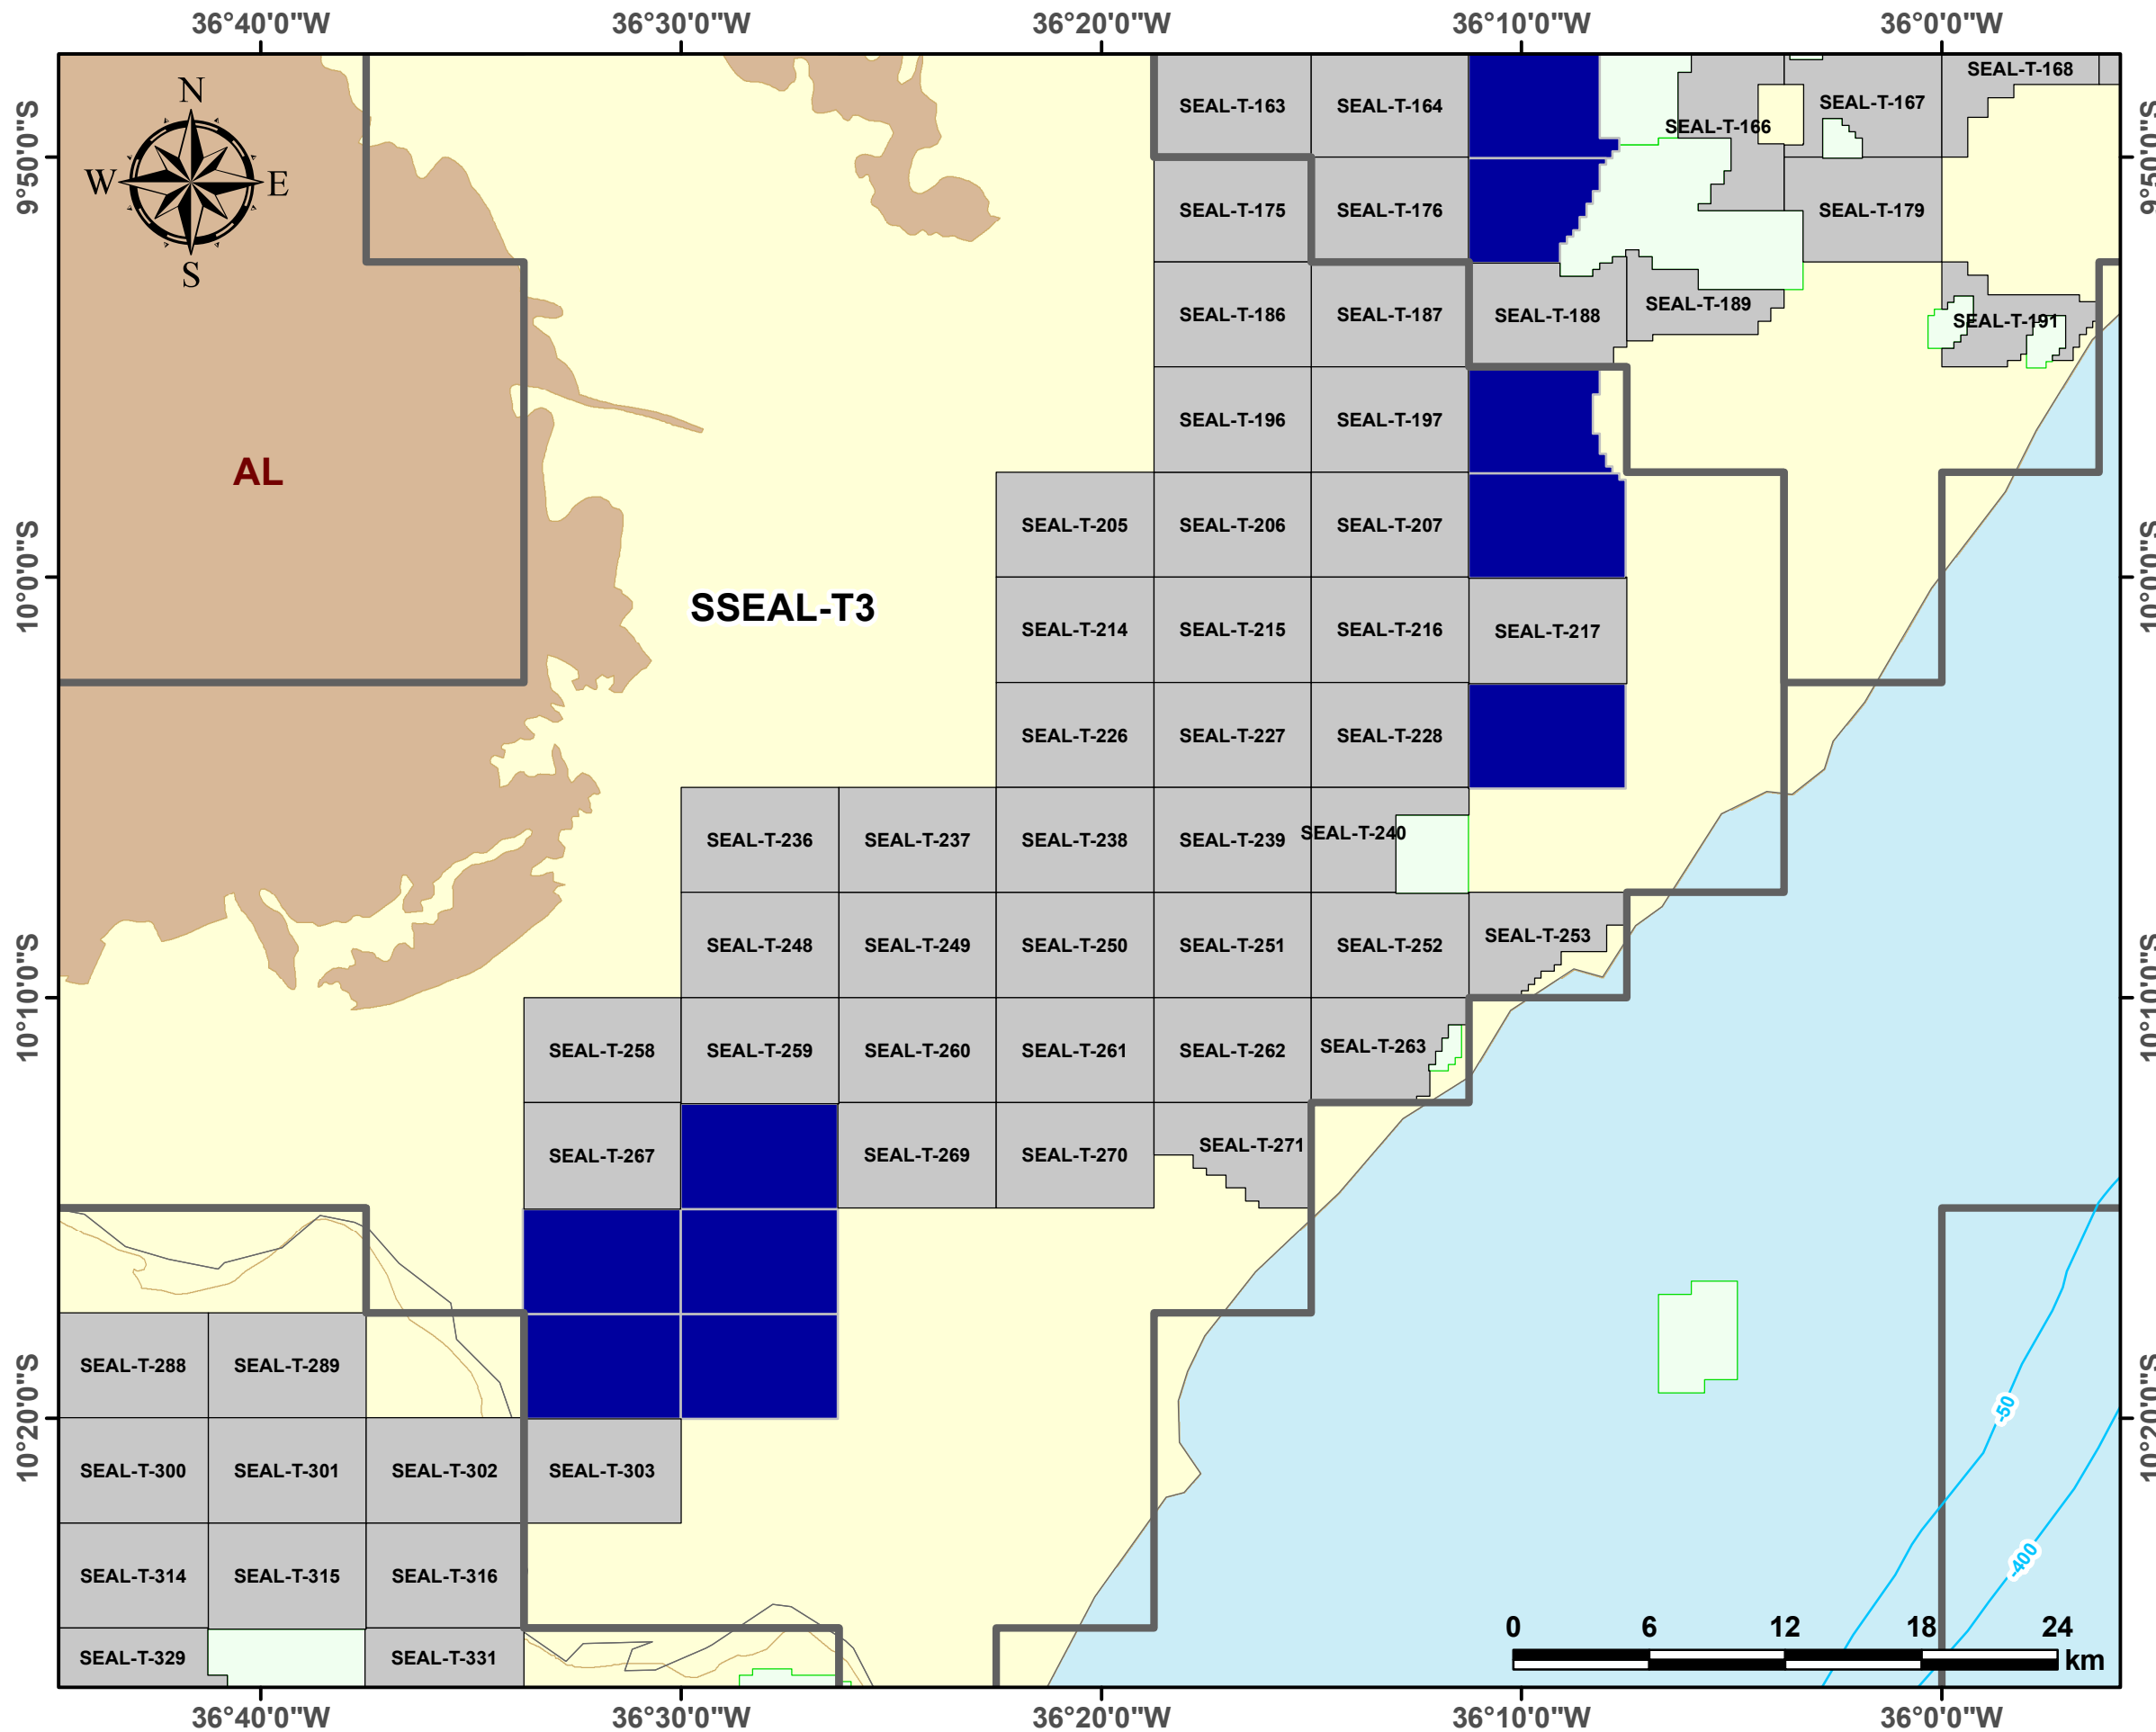 36°40'0"W 36°30'0"W 36°20'0"W 36°10'0"W 36°0'0"W
N
W E
S
9°50'0"S 9°50'0"S
SEAL-T-168
SEAL-T-163 SEAL-T-164 SEAL-T-167
SEAL-T-166
SEAL-T-175 SEAL-T-176 SEAL-T-179
SEAL-T-186 SEAL-T-187 SEAL-T-188 SEAL-T-189 SEAL-T-191
SEAL-T-196 SEAL-T-197
AL
SEAL-T-205 SEAL-T-206 SEAL-T-207
10°0'0"S 10°0'0"S
SSEAL-T3
SEAL-T-214 SEAL-T-215 SEAL-T-216 SEAL-T-217
SEAL-T-226 SEAL-T-227 SEAL-T-228
SEAL-T-236 SEAL-T-237 SEAL-T-238 SEAL-T-239 SEAL-T-240
SEAL-T-248 SEAL-T-249 SEAL-T-250 SEAL-T-251 SEAL-T-252 SEAL-T-253
10°10'0"S 10°10'0"S
SEAL-T-258 SEAL-T-259 SEAL-T-260 SEAL-T-261 SEAL-T-262 SEAL-T-263
SEAL-T-267 SEAL-T-269 SEAL-T-270 SEAL-T-271
SEAL-T-288 SEAL-T-289
10°20'0"S 10°20'0"S
-50
SEAL-T-300 SEAL-T-301 SEAL-T-302 SEAL-T-303
-400
SEAL-T-314 SEAL-T-315 SEAL-T-316
0 6 12 18 24
km
SEAL-T-329 SEAL-T-331
36°40'0"W 36°30'0"W 36°20'0"W 36°10'0"W 36°0'0"W